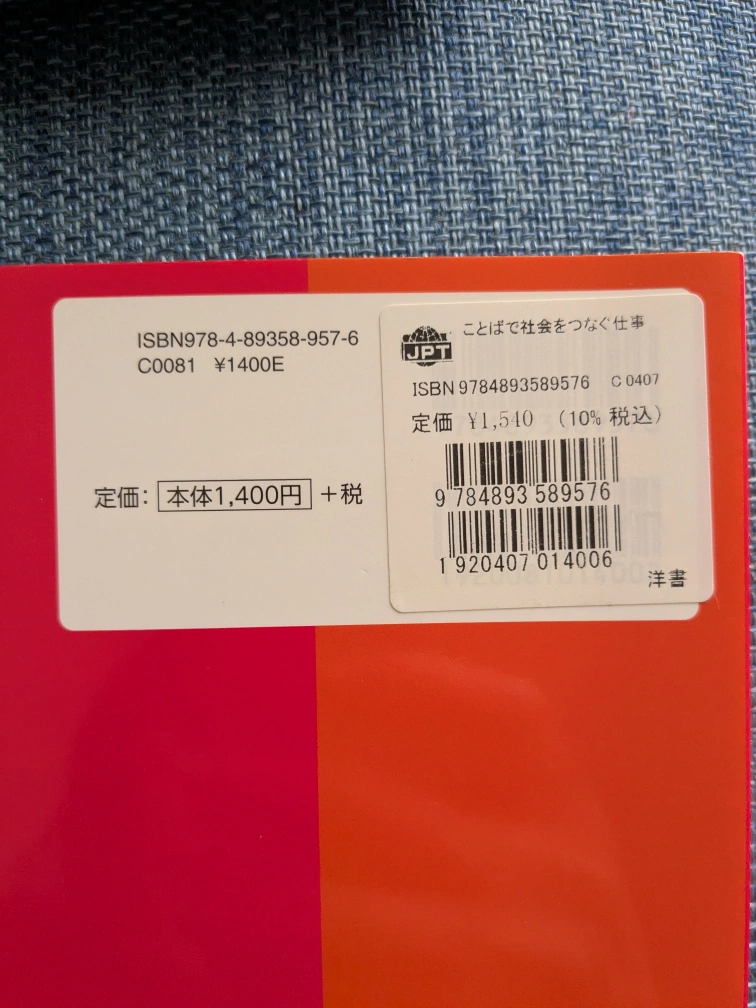 ISBN978-4-89358-957-6
C0081 ¥1400E
定価: 本体1,400円 +税
JPT
ことばで社会をつなぐ仕事
ISBN 9784893589576 C 0407
定価 ¥1,540 (10% 税込)
9 784893 589576
1 920407 014006
洋書